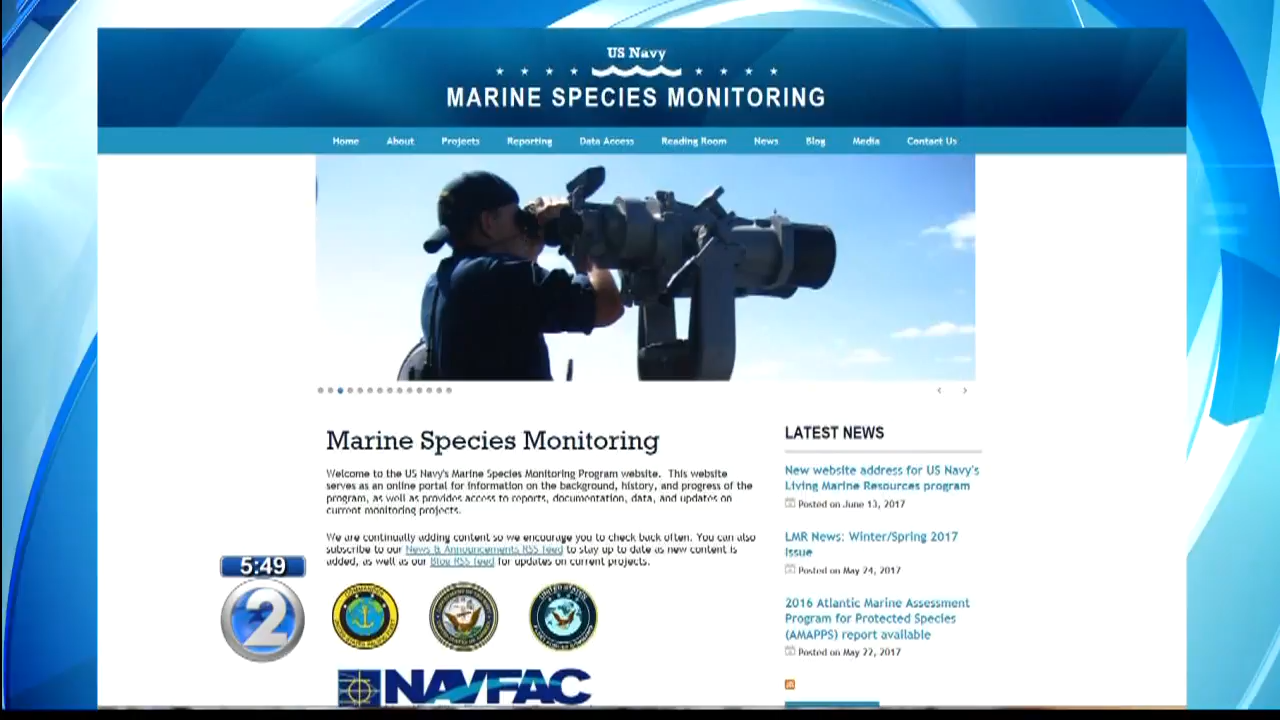 US Navy
MARINE SPECIES MONITORING
Home About Projects Reporting Data Access Reading Room News Blog Media Contact Us
Marine Species Monitoring
Welcome to the US Navy's Marine Species Monitoring Program website. This website
serves as an online portal for information on the background, history, and progress of the
program, as well as provides access to reports, documentation, data, and updates on
current monitoring projects.
We are continually adding content so we encourage you to check back often. You can also
subscribe to our News & Announcements RSS feed to stay up to date as new content is
added, as well as our Blog RSS feed for updates on current projects.
LATEST NEWS
New website address for US Navy's
Living Marine Resources program
Posted on June 13, 2017
LMR News: Winter/Spring 2017
issue
Posted on May 24, 2017
2016 Atlantic Marine Assessment
Program for Protected Species
(AMAPPS) report available
Posted on May 22, 2017
5:49
2
NAVFAC